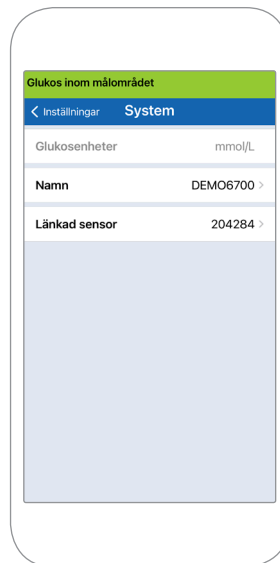 Glukos inom målområdet
Inställningar System
Glukosenheter mmol/L
Namn DEMO6700
Länkad sensor 204284